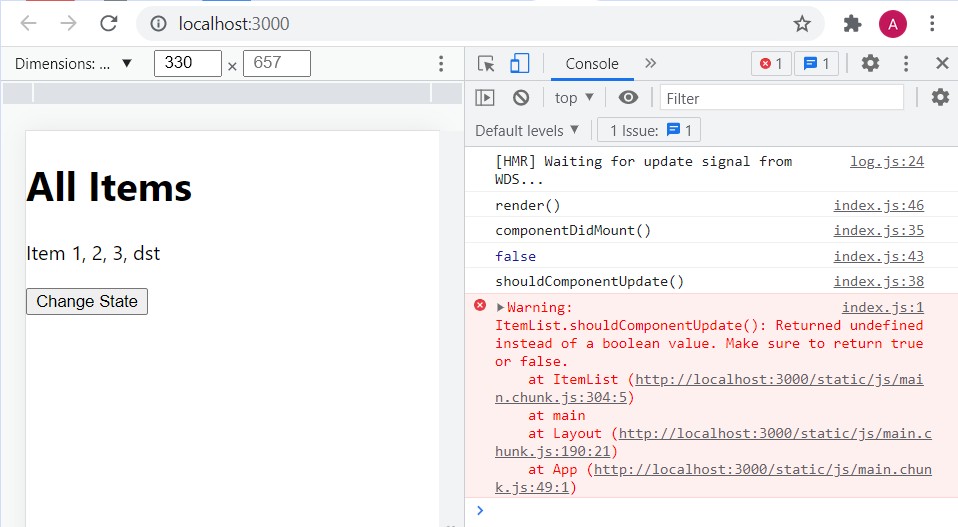 localhost:3000
A
Dimensions: ... ▼ 330 × 657
Console » 1 1
top ▼ Filter
Default levels ▼ 1 Issue: 1
All Items
Item 1, 2, 3, dst
Change State
[HMR] Waiting for update signal from log.js:24
WDS...
render() index.js:46
componentDidMount() index.js:35
false index.js:43
shouldComponentUpdate() index.js:38
▶Warning: index.js:1
ItemList.shouldComponentUpdate(): Returned undefined
instead of a boolean value. Make sure to return true
or false.
at ItemList (http://localhost:3000/static/js/mai
n.chunk.js:304:5)
at main
at Layout (http://localhost:3000/static/js/main.c
hunk.js:190:21)
at App (http://localhost:3000/static/js/main.chun
k.js:49:1)